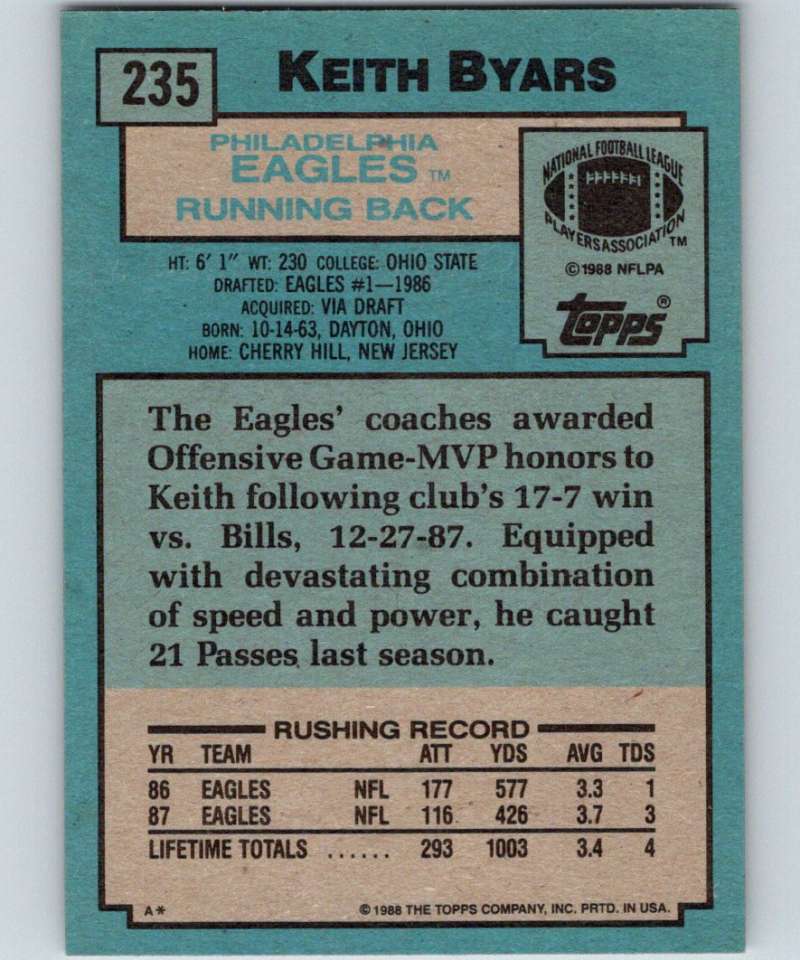 235
KEITH BYARS
PHILADELPHIA
EAGLES TM
RUNNING BACK
NATIONAL FOOTBALL LEAGUE
PLAYERS ASSOCIATION TM
© 1988 NFLPA
topps ®
HT: 6' 1" WT: 230 COLLEGE: OHIO STATE
DRAFTED: EAGLES #1—1986
ACQUIRED: VIA DRAFT
BORN: 10-14-63, DAYTON, OHIO
HOME: CHERRY HILL, NEW JERSEY
The Eagles' coaches awarded
Offensive Game-MVP honors to
Keith following club's 17-7 win
vs. Bills, 12-27-87. Equipped
with devastating combination
of speed and power, he caught
21 Passes last season.
RUSHING RECORD
YR TEAM ATT YDS AVG TDS
86 EAGLES NFL 177 577 3.3 1
87 EAGLES NFL 116 426 3.7 3
LIFETIME TOTALS ...... 293 1003 3.4 4
A* © 1988 THE TOPPS COMPANY, INC. PRTD. IN USA.